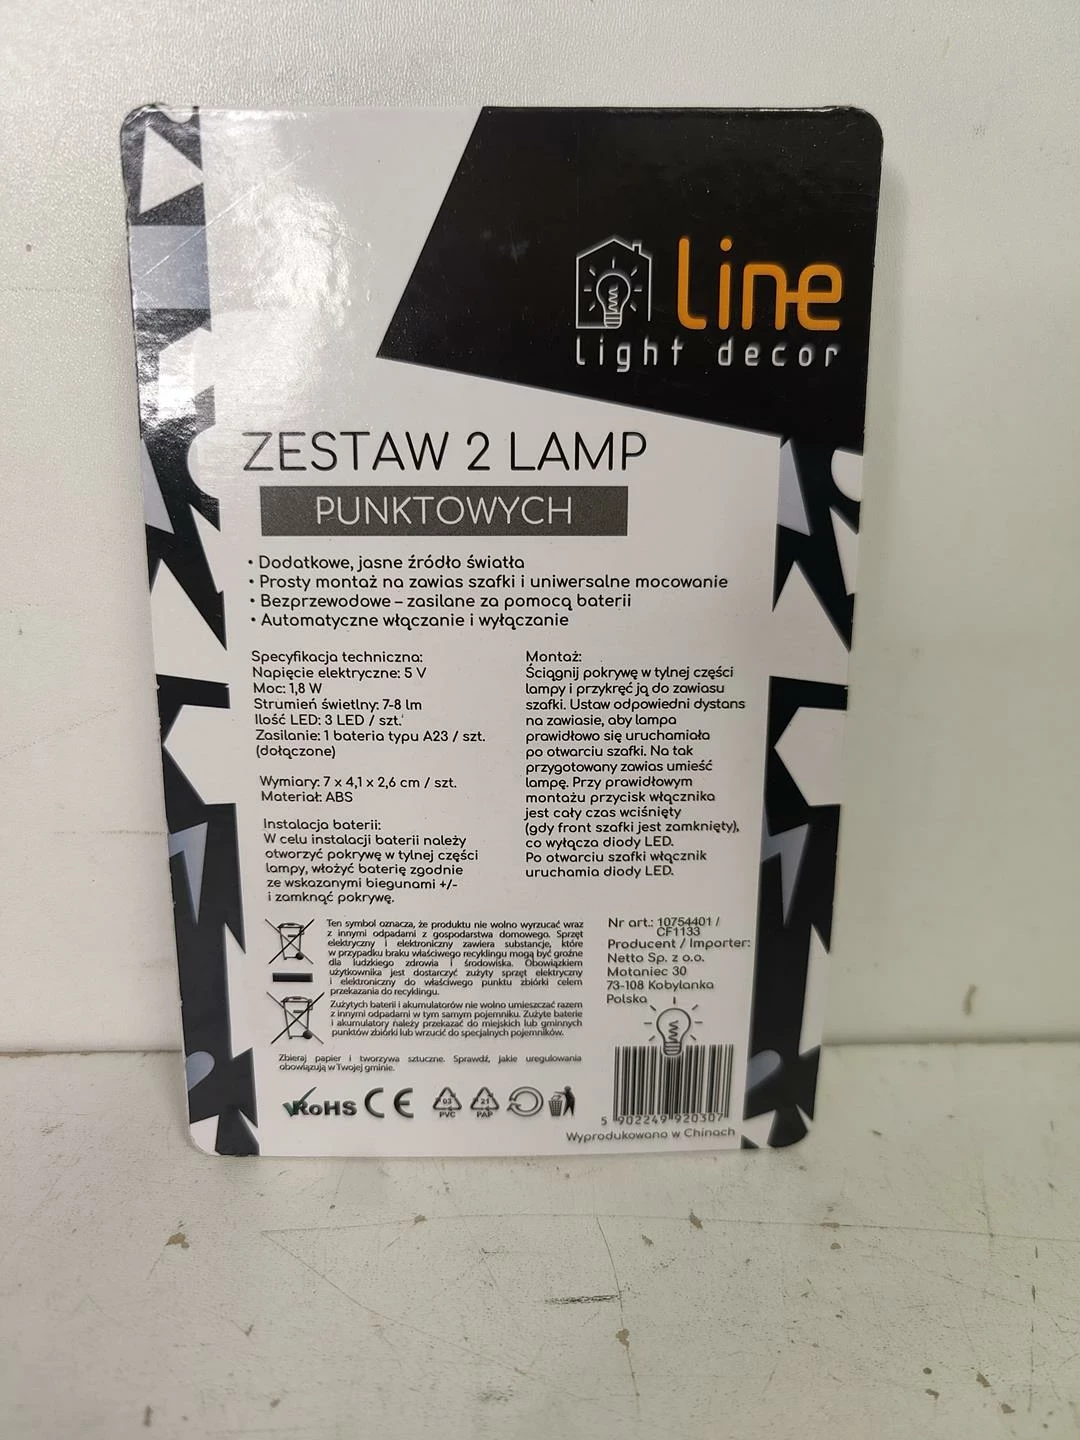 line
light decor
ZESTAW 2 LAMP
PUNKTOWYCH
• Dodatkowe, jasne źródło światła
• Prosty montaż na zawias szafki i uniwersalne mocowanie
• Bezprzewodowe – zasilane za pomocą baterii
• Automatyczne włączanie i wyłączanie
Specyfikacja techniczna:
Napięcie elektryczne: 5 V
Moc: 1,8 W
Strumień świetlny: 7-8 lm
Ilość LED: 3 LED / szt.
Zasilanie: 1 bateria typu A23 / szt.
(dołączone)
Wymiary: 7 x 4,1 x 2,6 cm / szt.
Materiał: ABS
Instalacja baterii:
W celu instalacji baterii należy
otworzyć pokrywę w tylnej części
lampy, włożyć baterię zgodnie
ze wskazanymi biegunami +/-
i zamknąć pokrywę.
Montaż:
Ściągnij pokrywę w tylnej części
lampy i przykręć ją do zawiasu
szafki. Ustaw odpowiedni dystans
na zawiasie, aby lampa
prawidłowo się uruchamiała
po otwarciu szafki. Na tak
przygotowany zawias umieść
lampę. Przy prawidłowym
montażu przycisk włącznika
jest cały czas wciśnięty
(gdy front szafki jest zamknięty),
co wyłącza diody LED.
Po otwarciu szafki włącznik
uruchamia diody LED.
Ten symbol oznacza, że produktu nie wolno wyrzucać wraz
z innymi odpadami z gospodarstwa domowego. Sprzęt
elektryczny i elektroniczny zawiera substancje, które
w przypadku braku właściwego recyklingu mogą być groźne
dla ludzkiego zdrowia i środowiska. Obowiązkiem
użytkownika jest dostarczyć zużyty sprzęt elektryczny
i elektroniczny do właściwego punktu zbiórki celem
przekazania do recyklingu.
Zużytych baterii i akumulatorów nie wolno umieszczać razem
z innymi odpadami w tym samym pojemniku. Zużyte baterie
i akumulatory należy przekazać do miejskich lub gminnych
punktów zbiórki lub wrzucić do specjalnych pojemników.
Zbieraj papier i tworzywa sztuczne. Sprawdź, jakie uregulowania
obowiązują w Twojej gminie.
RoHS CE
03
PVC
21
PAP
Nr art.: 10754401 /
CF1133
Producent / Importer:
Netto Sp. z o.o.
Motaniec 30
73-108 Kobylanka
Polska
5 902249 920307
Wyprodukowano w Chinach